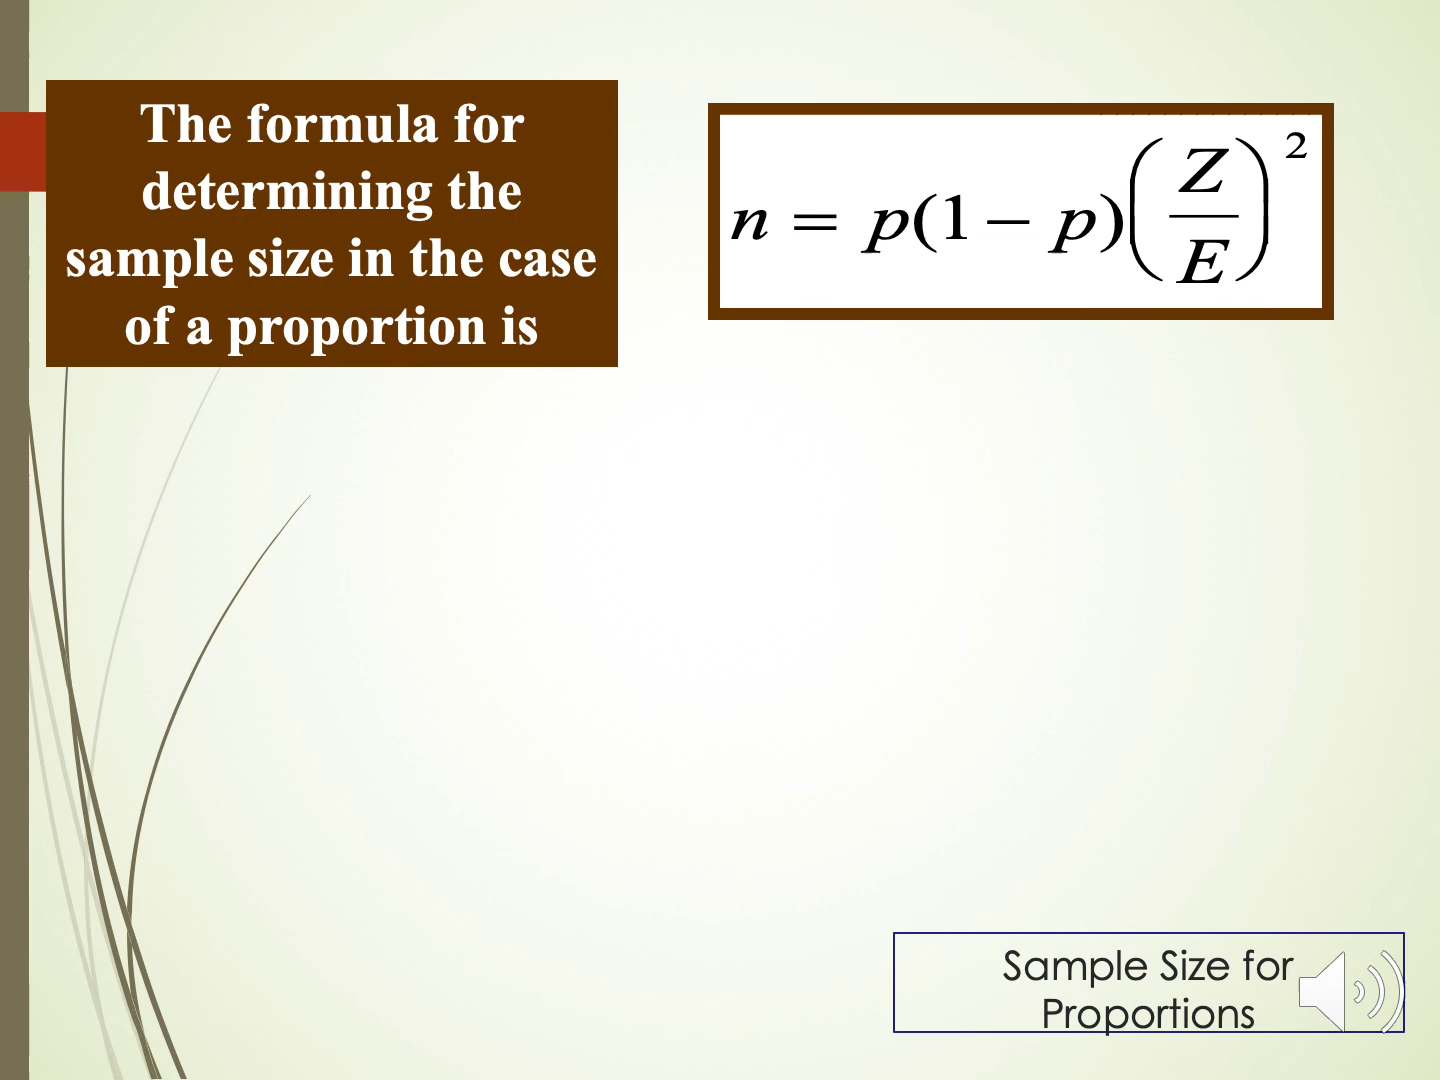 The formula for
determining the
sample size in the case
of a proportion is
n = p(1 − p)(Z/E)²
Sample Size for
Proportions